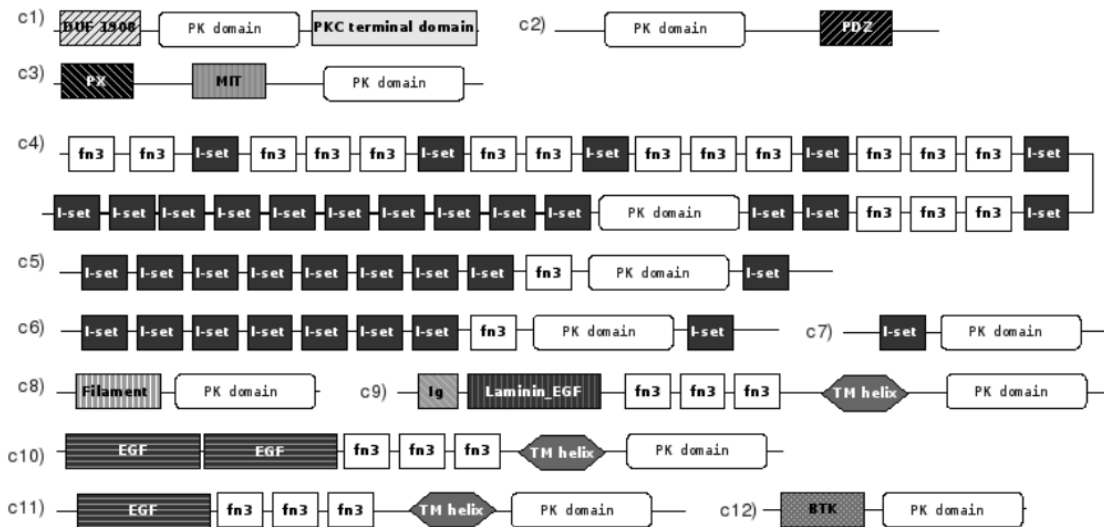 c1) DUF 1908 PK domain PKC terminal domain c2) PK domain PDZ
c3) PX MIT PK domain
c4) fn3 fn3 I-set fn3 fn3 fn3 I-set fn3 fn3 I-set fn3 fn3 fn3 I-set fn3 fn3 fn3 I-set
I-set I-set I-set I-set I-set I-set I-set I-set I-set I-set PK domain I-set I-set fn3 fn3 fn3 I-set
c5) I-set I-set I-set I-set I-set I-set I-set I-set fn3 PK domain I-set
c6) I-set I-set I-set I-set I-set I-set I-set fn3 PK domain I-set c7) I-set PK domain
c8) Filament PK domain c9) Ig Laminin_EGF fn3 fn3 fn3 TM helix PK domain
c10) EGF EGF fn3 fn3 fn3 TM helix PK domain
c11) EGF fn3 fn3 fn3 TM helix PK domain c12) BTK PK domain